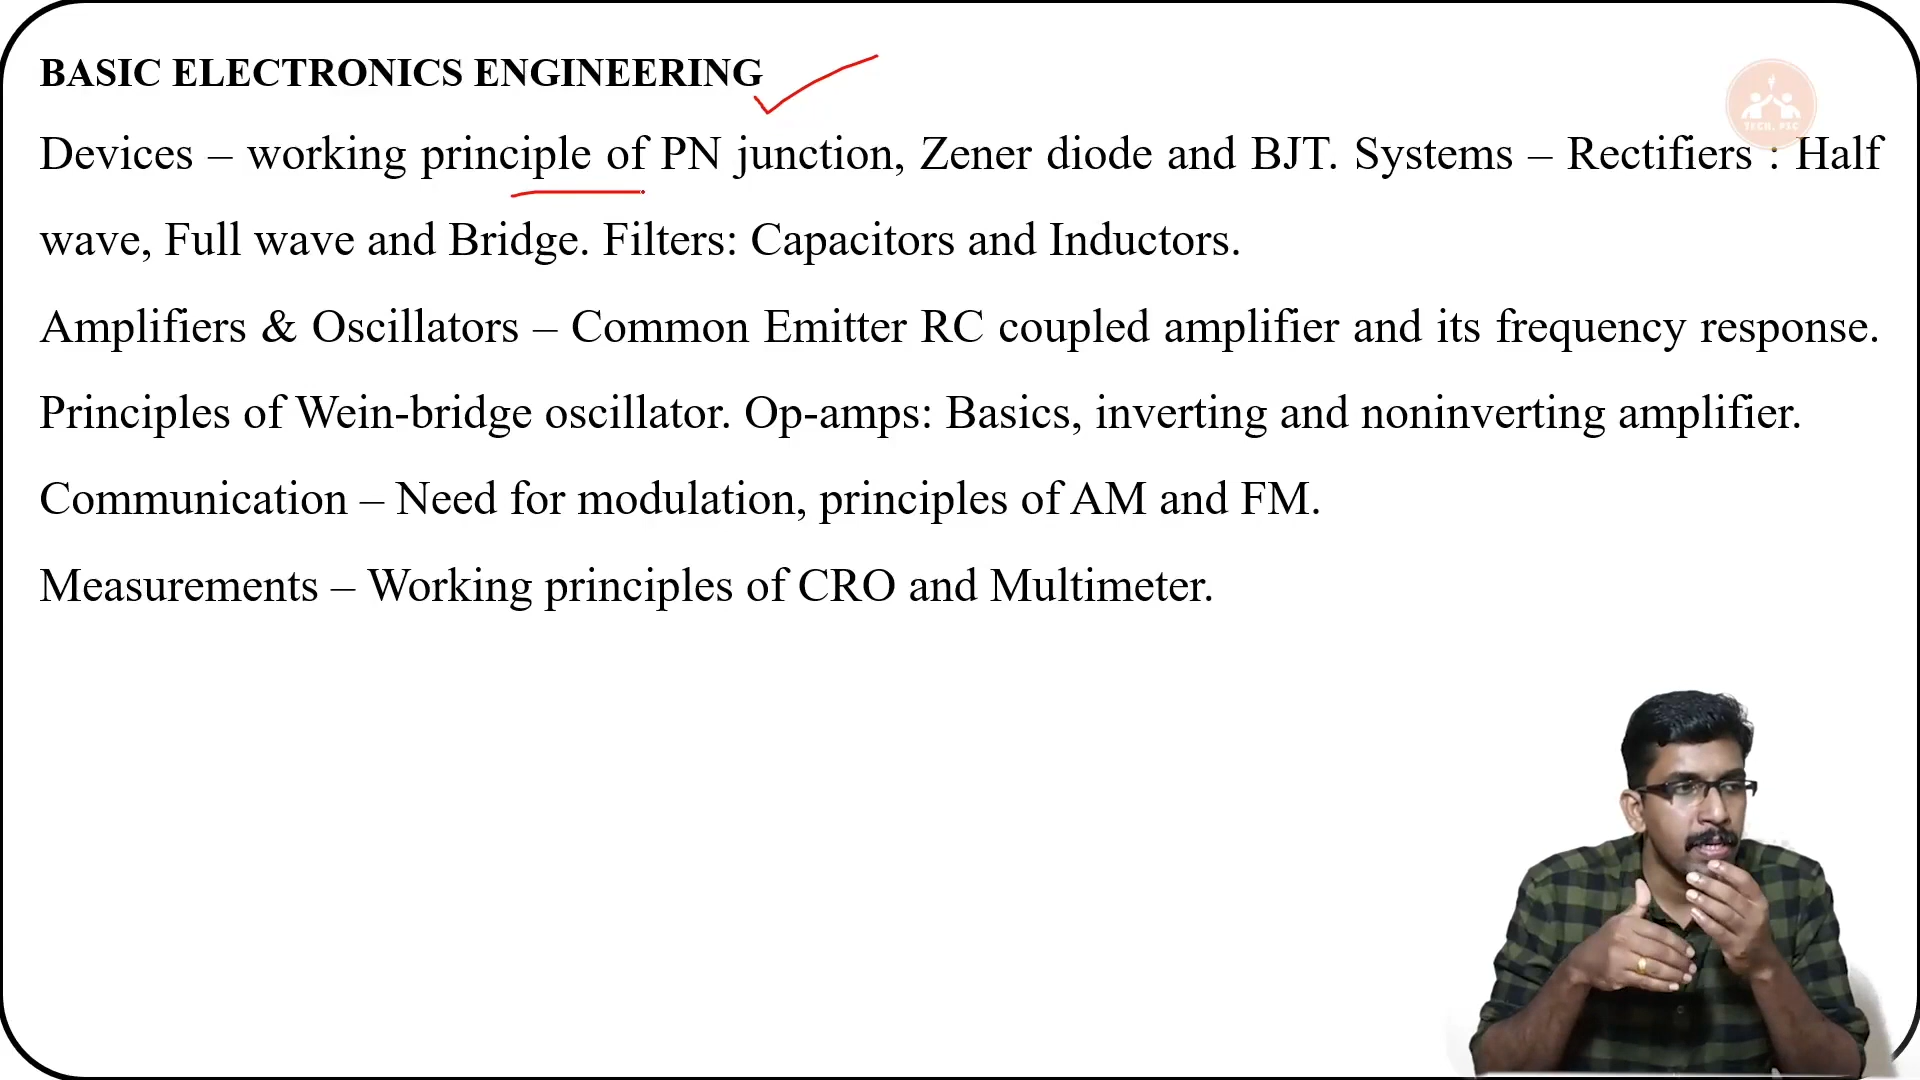 BASIC ELECTRONICS ENGINEERING
TECH. PSC
Devices – working principle of PN junction, Zener diode and BJT. Systems – Rectifiers : Half
wave, Full wave and Bridge. Filters: Capacitors and Inductors.
Amplifiers & Oscillators – Common Emitter RC coupled amplifier and its frequency response.
Principles of Wein-bridge oscillator. Op-amps: Basics, inverting and noninverting amplifier.
Communication – Need for modulation, principles of AM and FM.
Measurements – Working principles of CRO and Multimeter.